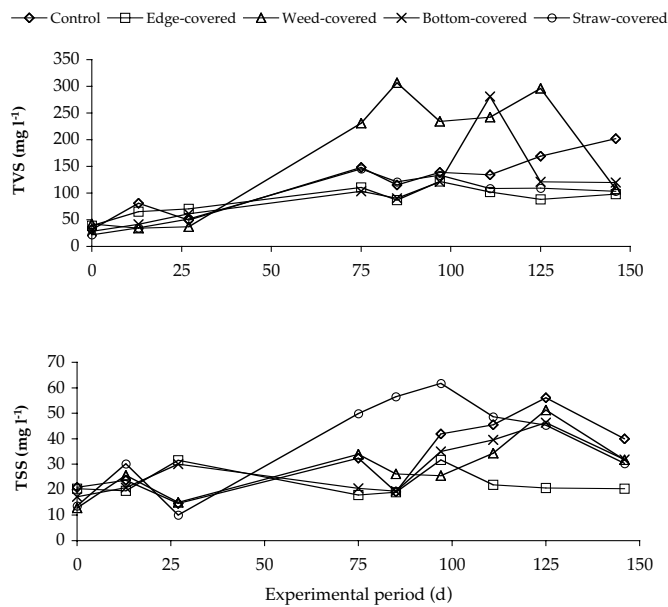 Control Edge-covered Weed-covered Bottom-covered Straw-covered
350
300
250
200
150
100
50
0
TVS (mg l-1)
0 25 50 75 100 125 150
70
60
50
40
30
20
10
0
TSS (mg l-1)
0 25 50 75 100 125 150
Experimental period (d)